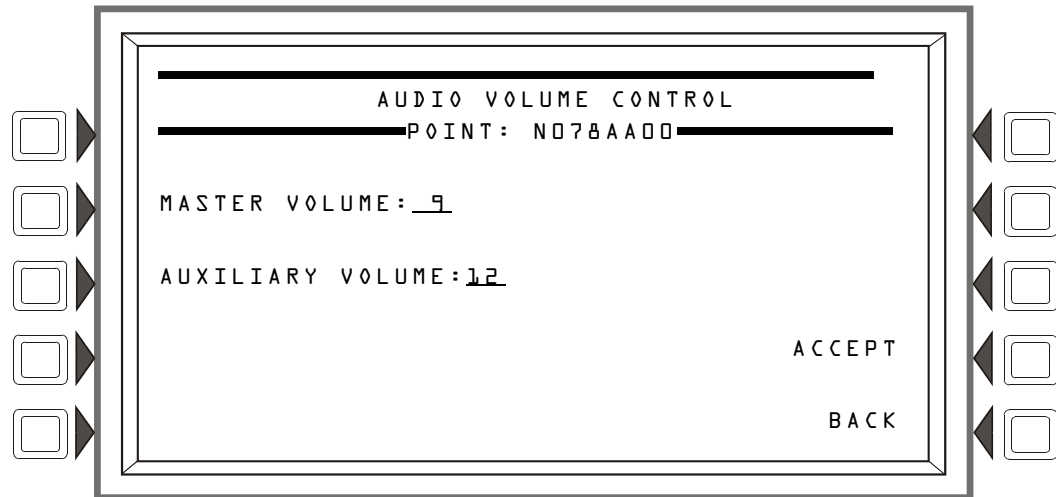 AUDIO VOLUME CONTROL
POINT: N078AA00
MASTER VOLUME: 9
AUXILIARY VOLUME:12
ACCEPT
BACK